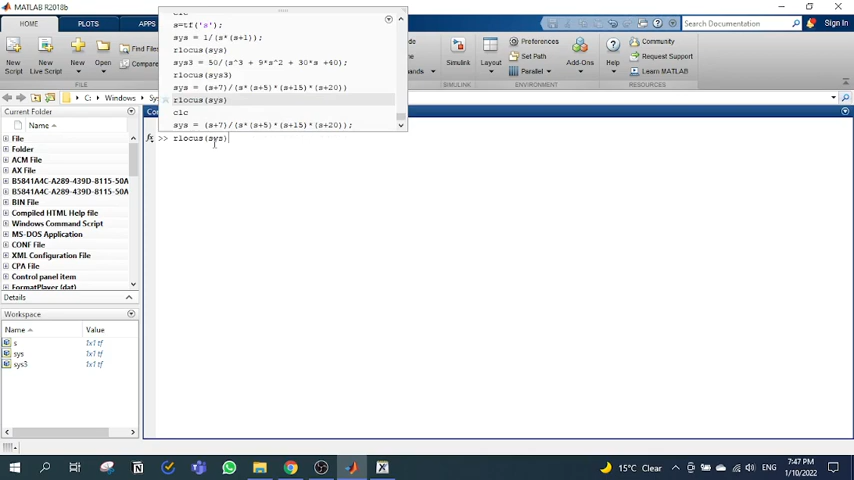 MATLAB R2018b
HOME PLOTS APPS
Search Documentation
Sign In
New Script
New Live Script
New
Open
Find Files
Compare
SIMULINK
Layout
Preferences
Set Path
Parallel
Add-Ons
Help
Community
Request Support
Learn MATLAB
FILE
ENVIRONMENT
RESOURCES
C: Windows
Current Folder
Name
File
Folder
ACM File
AX File
B5841A4C-A289-439D-8115-50A
B5841A4C-A289-439D-8115-50A
BIN File
Compiled HTML Help file
Windows Command Script
MS-DOS Application
CONF File
XML Configuration File
CPA File
Control panel item
FormatPlayer (dat)
Details
Workspace
Name Value
s 1x1 tf
sys 1x1 tf
sys3 1x1 tf
clc
s=tf('s');
sys = 1/(s*(s+1));
rlocus(sys)
sys3 = 50/(s^3 + 9*s^2 + 30*s +40);
rlocus(sys3)
sys = (s+7)/(s*(s+5)*(s+15)*(s+20))
rlocus(sys)
clc
sys = (s+7)/(s*(s+5)*(s+15)*(s+20));
fx >> rlocus(sys)
15°C Clear
ENG
7:47 PM
1/10/2022